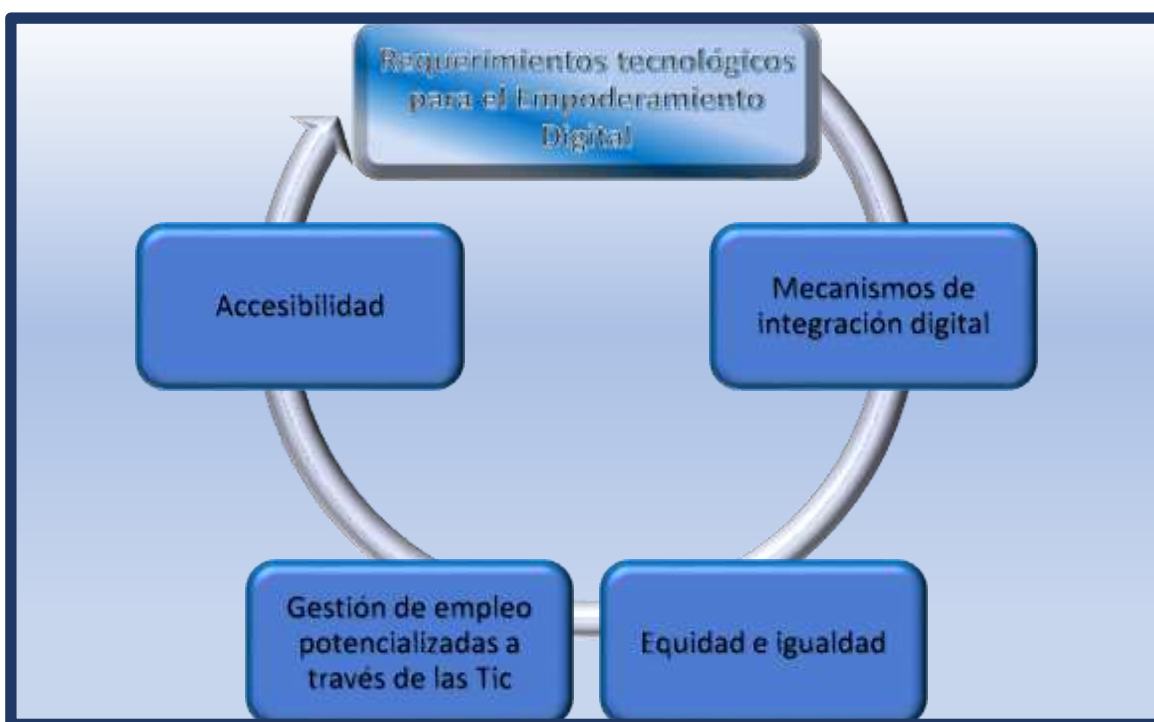 Requerimientos tecnológicos
para el Empoderamiento
Digital
Accesibilidad
Mecanismos de
integración digital
Gestión de empleo
potencializadas a
través de las Tic
Equidad e igualdad